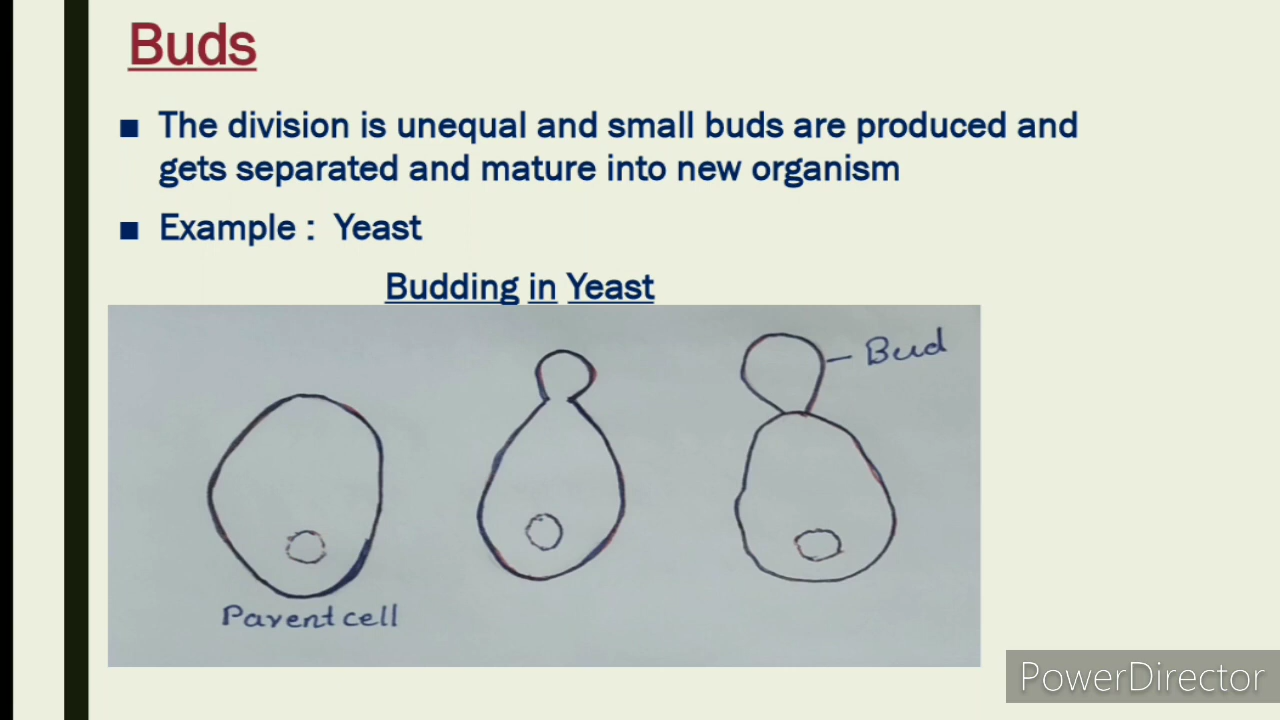 Buds
■ The division is unequal and small buds are produced and
gets separated and mature into new organism
■ Example : Yeast
Budding in Yeast
Bud
Parent cell
PowerDirector